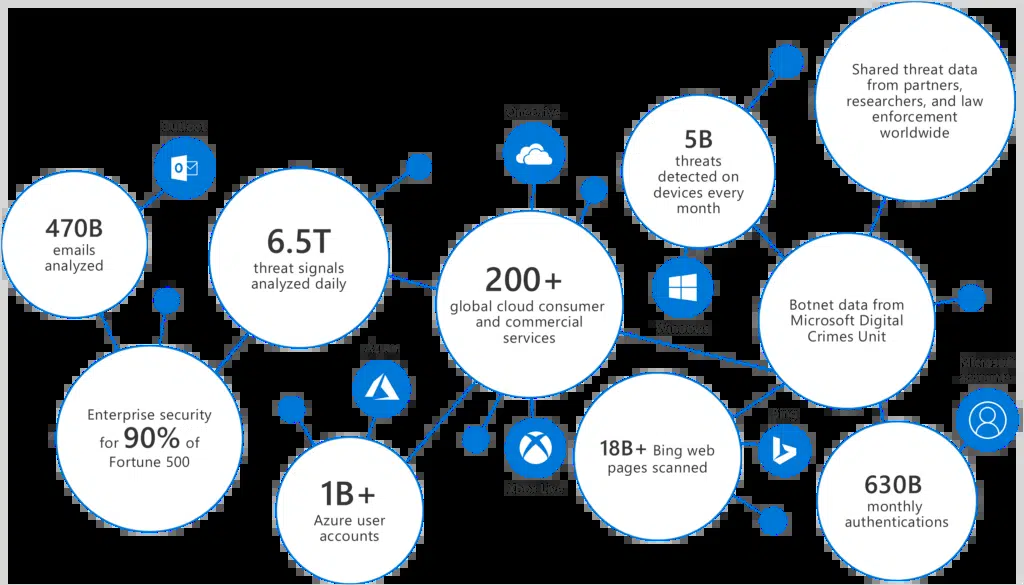 Shared threat data
from partners,
researchers, and law
enforcement
worldwide
OneDrive
5B
threats
detected on
devices every
month
Outlook
470B
emails
analyzed
6.5T
threat signals
analyzed daily
200+
global cloud consumer
and commercial
services
Windows
Botnet data from
Microsoft Digital
Crimes Unit
Azure
Enterprise security
for 90% of
Fortune 500
Microsoft
Bing
18B+ Bing web
pages scanned
Xbox Live
1B+
Azure user
accounts
630B
monthly
authentications